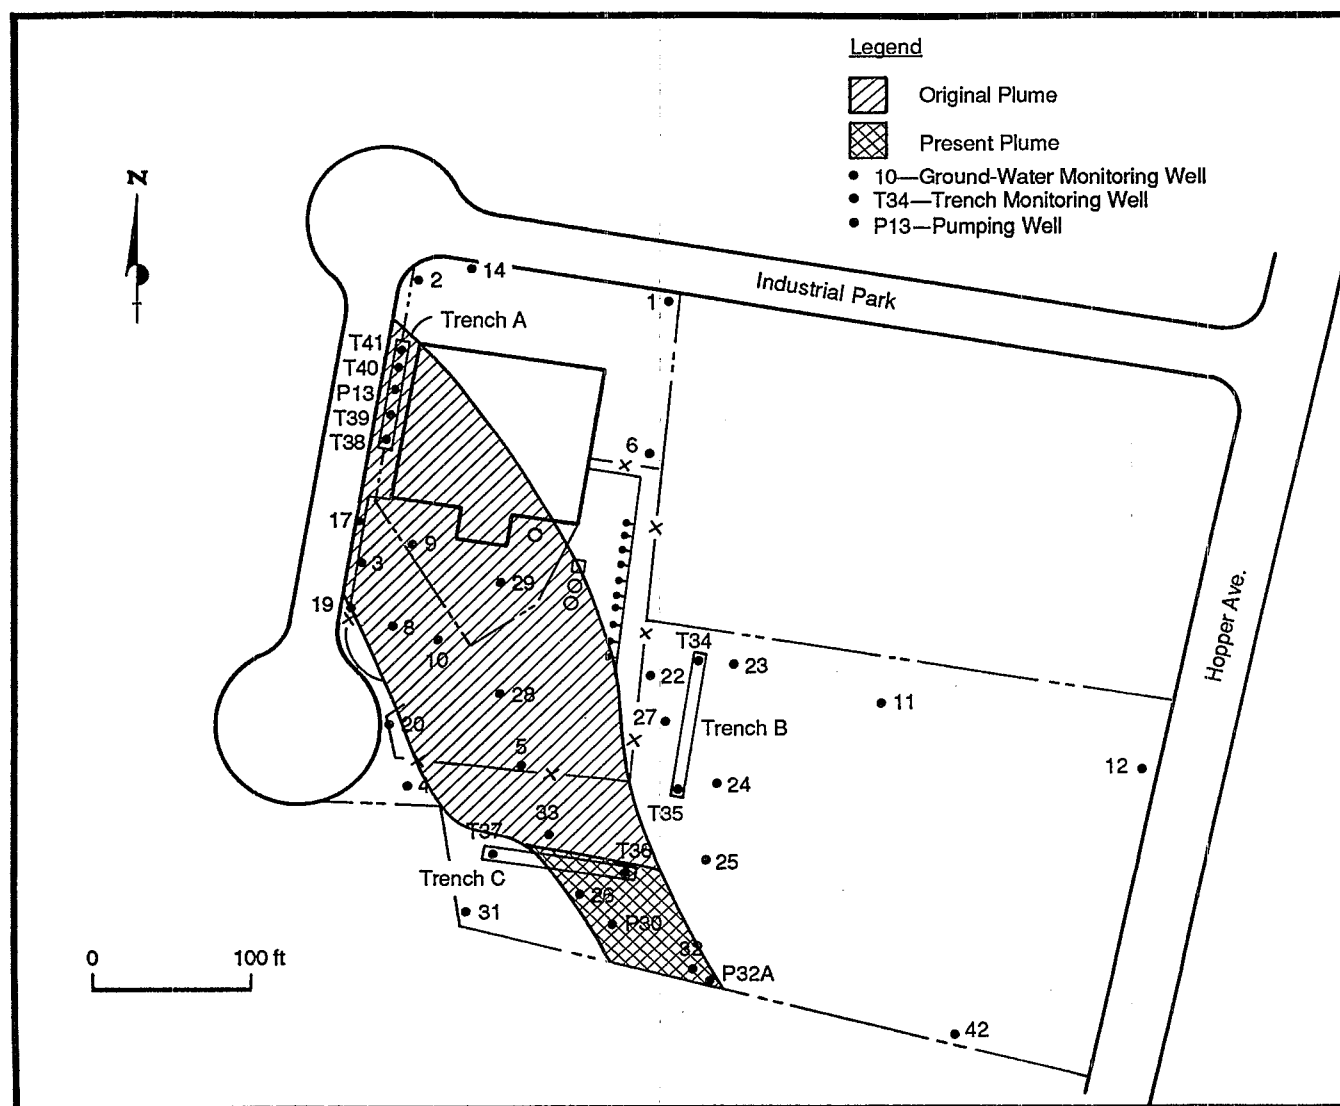 Legend
Original Plume
Present Plume
10—Ground-Water Monitoring Well
T34—Trench Monitoring Well
P13—Pumping Well
N
2
14
1
Industrial Park
Trench A
T41
T40
P13
T39
T38
6
17
9
3
29
19
8
10
T34
23
22
28
11
27
Trench B
20
5
12
4
24
T35
33
T37
T36
25
Trench C
26
31
P30
32
P32A
42
Hopper Ave.
0
100 ft